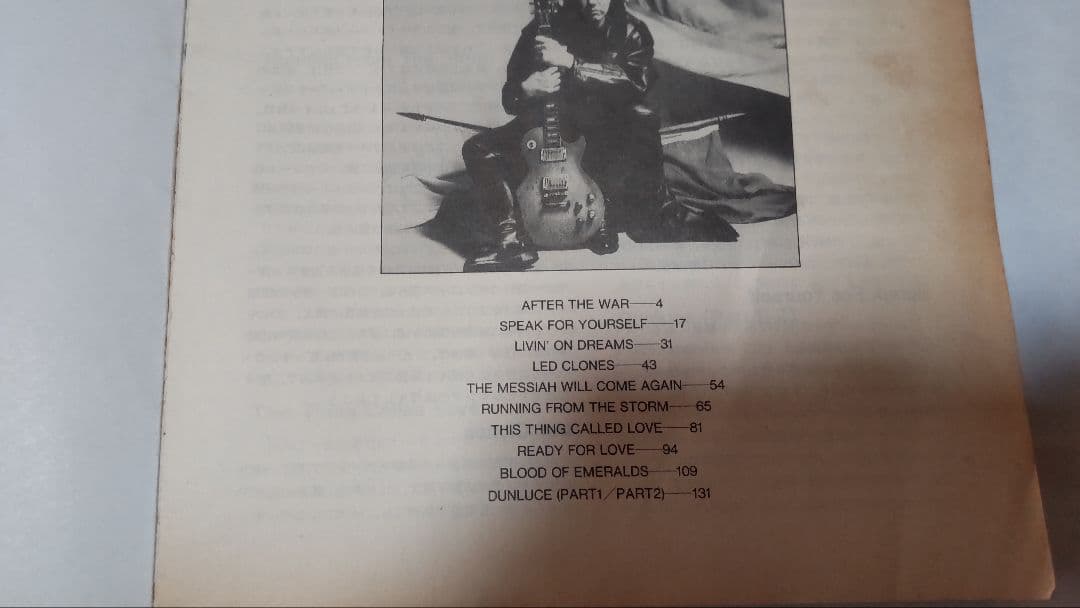 AFTER THE WAR——4
SPEAK FOR YOURSELF——17
LIVIN' ON DREAMS——31
LED CLONES——43
THE MESSIAH WILL COME AGAIN——54
RUNNING FROM THE STORM——65
THIS THING CALLED LOVE——81
READY FOR LOVE——94
BLOOD OF EMERALDS——109
DUNLUCE (PART1／PART2)——131